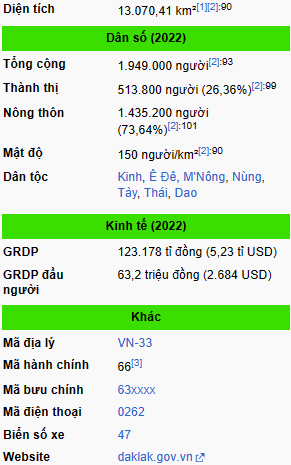 Diện tích 13.070,41 km²[1][2]:90
Dân số (2022)
Tổng cộng 1.949.000 người[2]:93
Thành thị 513.800 người (26,36%)[2]:99
Nông thôn 1.435.200 người
(73,64%)[2]:101
Mật độ 150 người/km²[2]:90
Dân tộc Kinh, Ê Đê, M'Nông, Nùng,
Tày, Thái, Dao
Kinh tế (2022)
GRDP 123.178 tỉ đồng (5,23 tỉ USD)
GRDP đầu 63,2 triệu đồng (2.684 USD)
người
Khác
Mã địa lý VN-33
Mã hành chính 66[3]
Mã bưu chính 63xxxx
Mã điện thoại 0262
Biển số xe 47
Website daklak.gov.vn